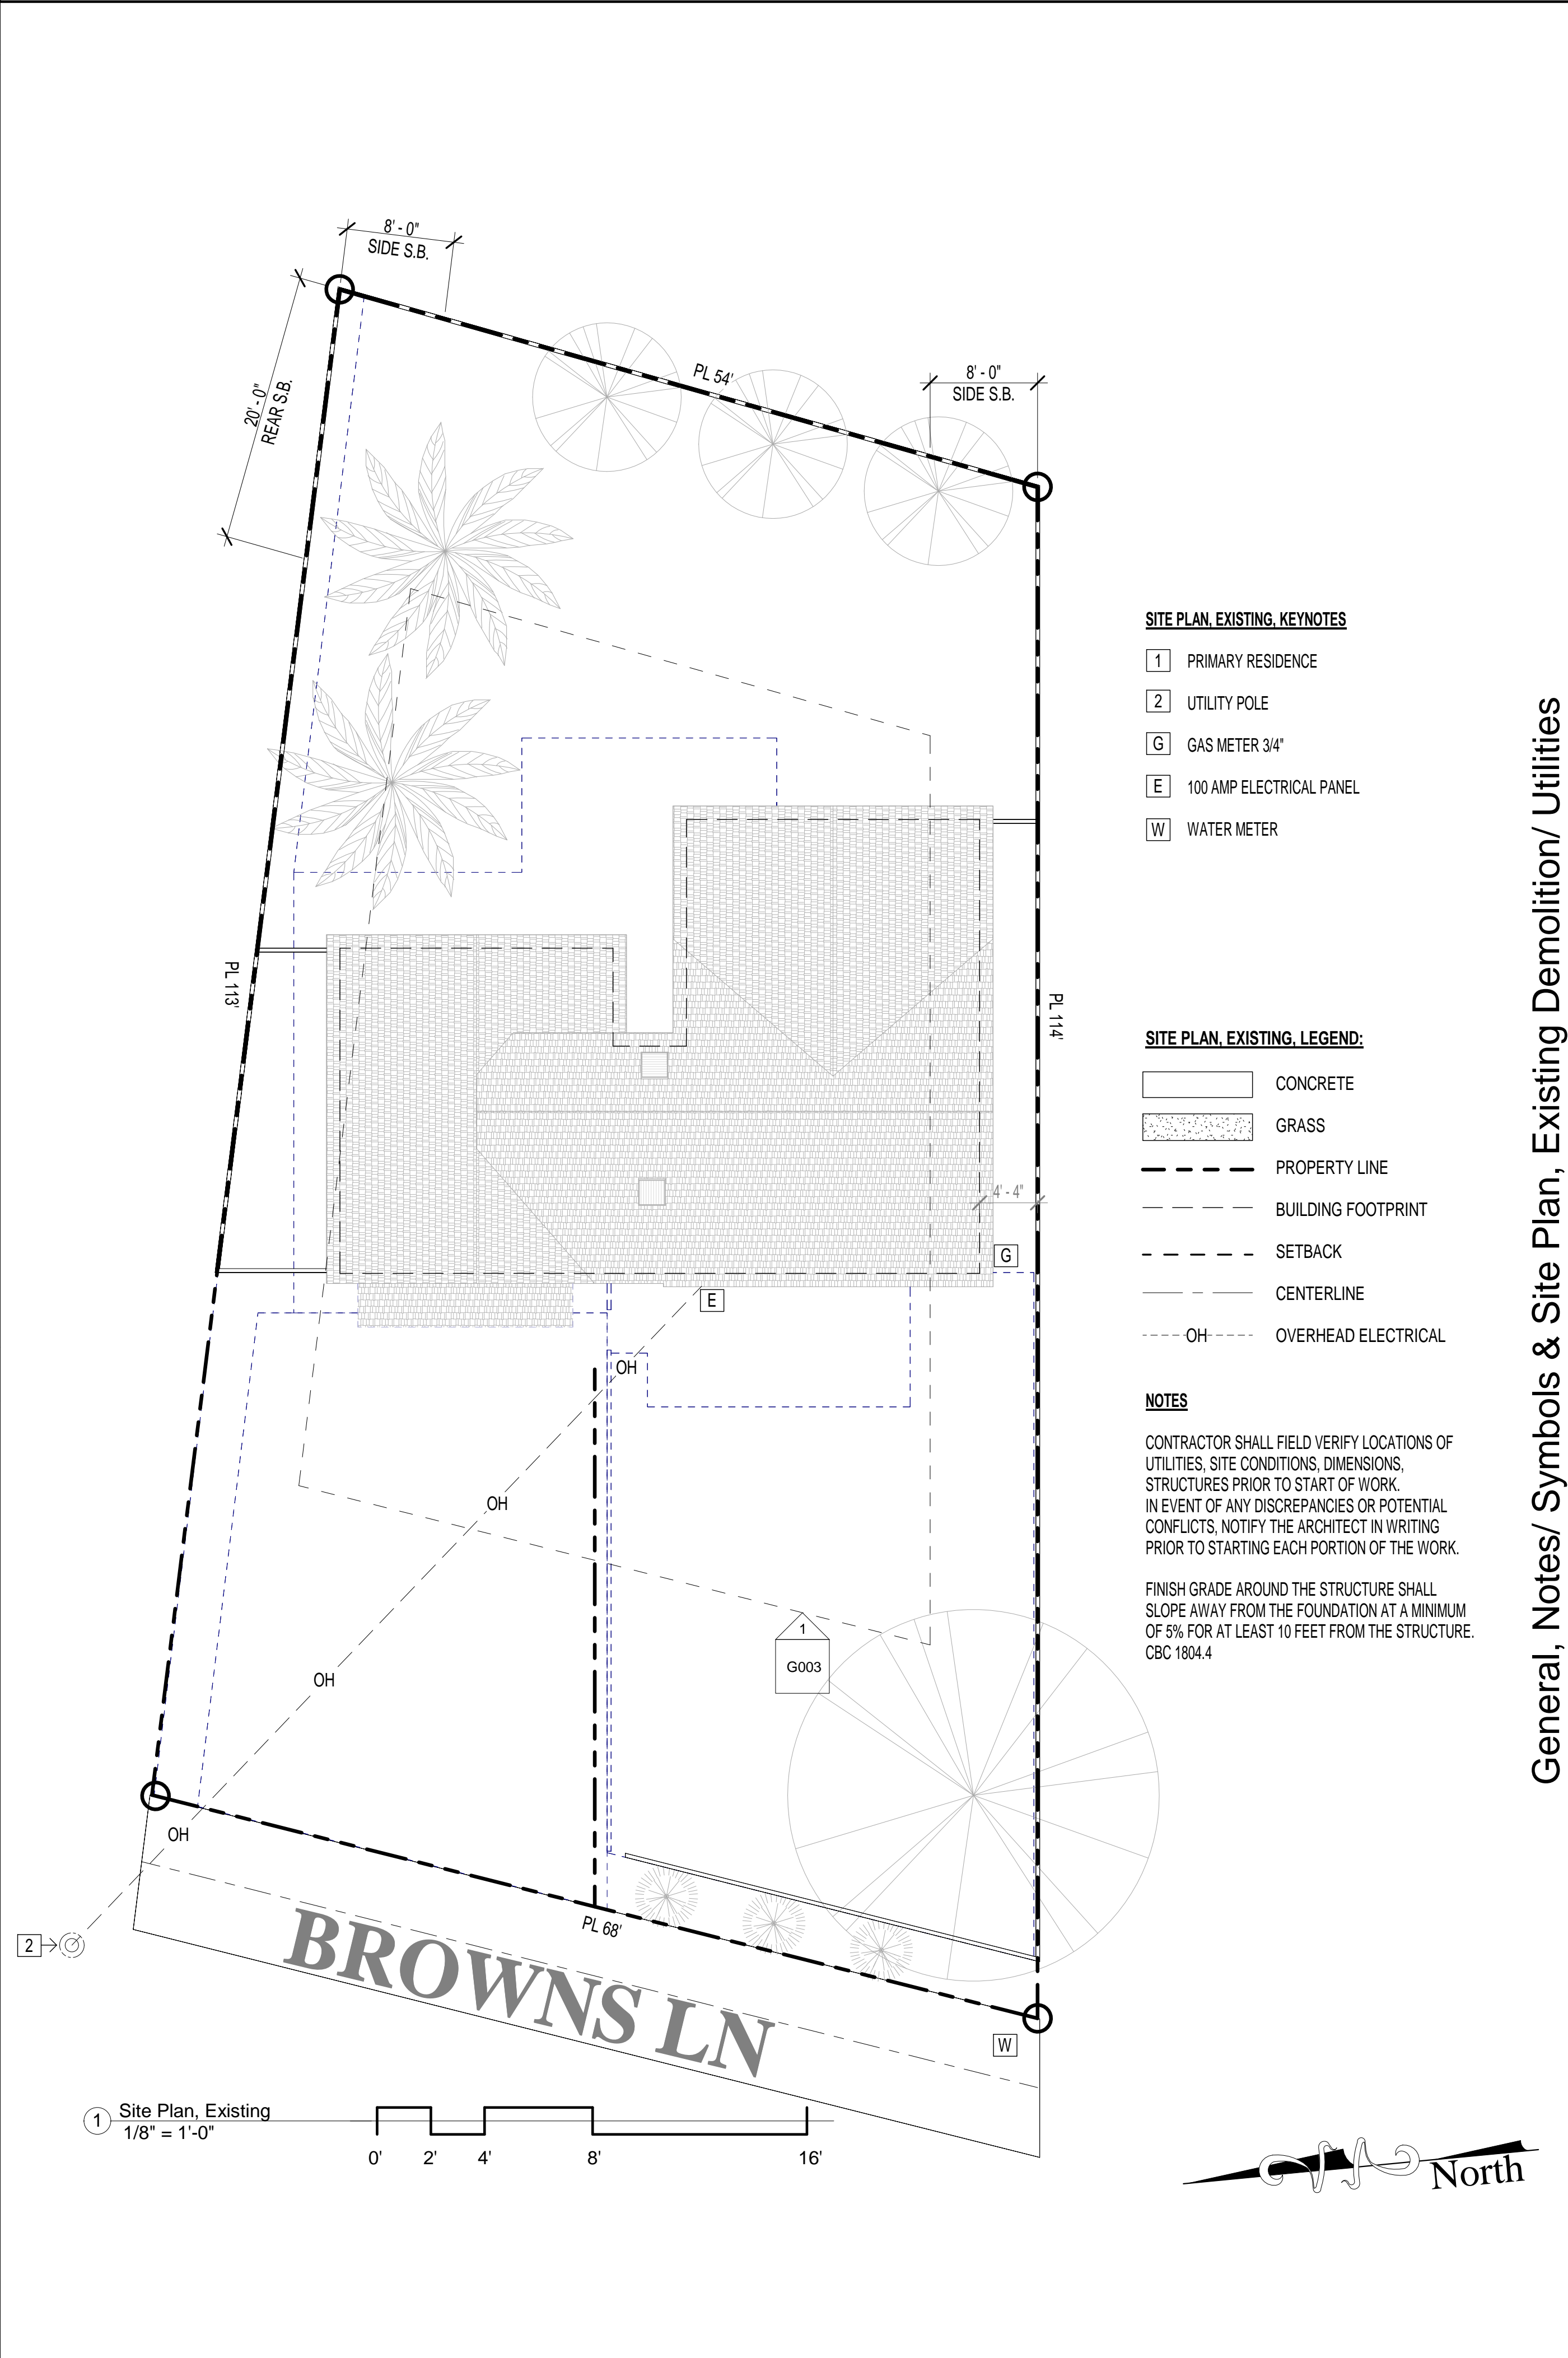 8' - 0"
SIDE S.B.
20' - 0"
REAR S.B.
PL 54'
8' - 0"
SIDE S.B.
PL 113'
PL 114'
4' - 4"
G
E
OH
OH
OH
OH
1
G003
2
PL 68'
BROWNS LN
W
SITE PLAN, EXISTING, KEYNOTES
1 PRIMARY RESIDENCE
2 UTILITY POLE
G GAS METER 3/4"
E 100 AMP ELECTRICAL PANEL
W WATER METER
SITE PLAN, EXISTING, LEGEND:
CONCRETE
GRASS
PROPERTY LINE
BUILDING FOOTPRINT
SETBACK
CENTERLINE
OH OVERHEAD ELECTRICAL
NOTES
CONTRACTOR SHALL FIELD VERIFY LOCATIONS OF
UTILITIES, SITE CONDITIONS, DIMENSIONS,
STRUCTURES PRIOR TO START OF WORK.
IN EVENT OF ANY DISCREPANCIES OR POTENTIAL
CONFLICTS, NOTIFY THE ARCHITECT IN WRITING
PRIOR TO STARTING EACH PORTION OF THE WORK.
FINISH GRADE AROUND THE STRUCTURE SHALL
SLOPE AWAY FROM THE FOUNDATION AT A MINIMUM
OF 5% FOR AT LEAST 10 FEET FROM THE STRUCTURE.
CBC 1804.4
General, Notes/ Symbols & Site Plan, Existing Demolition/ Utilities
1 Site Plan, Existing
1/8" = 1'-0"
0' 2' 4' 8' 16'
North